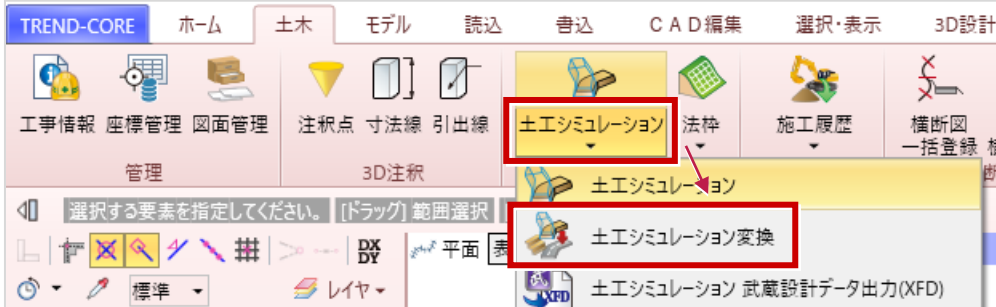 TREND-CORE ホーム 土木 モデル 読込 書込 CAD編集 選択・表示 3D設計
工事情報 座標管理 図面管理 注釈点 寸法線 引出線 土工シミュレーション 法枠 施工履歴 横断図
一括登録
管理 3D注釈
土工シミュレーション
選択する要素を指定してください。 [ドラッグ] 範囲選択
土工シミュレーション変換
DX
DY
平面
標準 レイヤ
XFD
土工シミュレーション 武蔵設計データ出力(XFD)